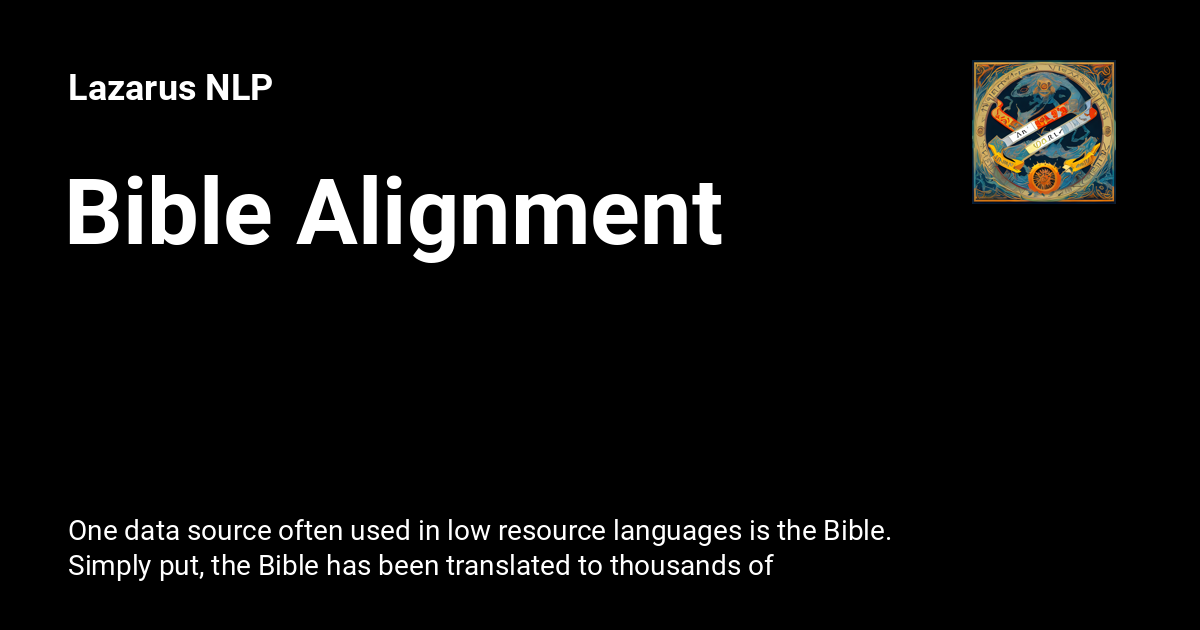 Lazarus NLP
Bible Alignment
One data source often used in low resource languages is the Bible.
Simply put, the Bible has been translated to thousands of